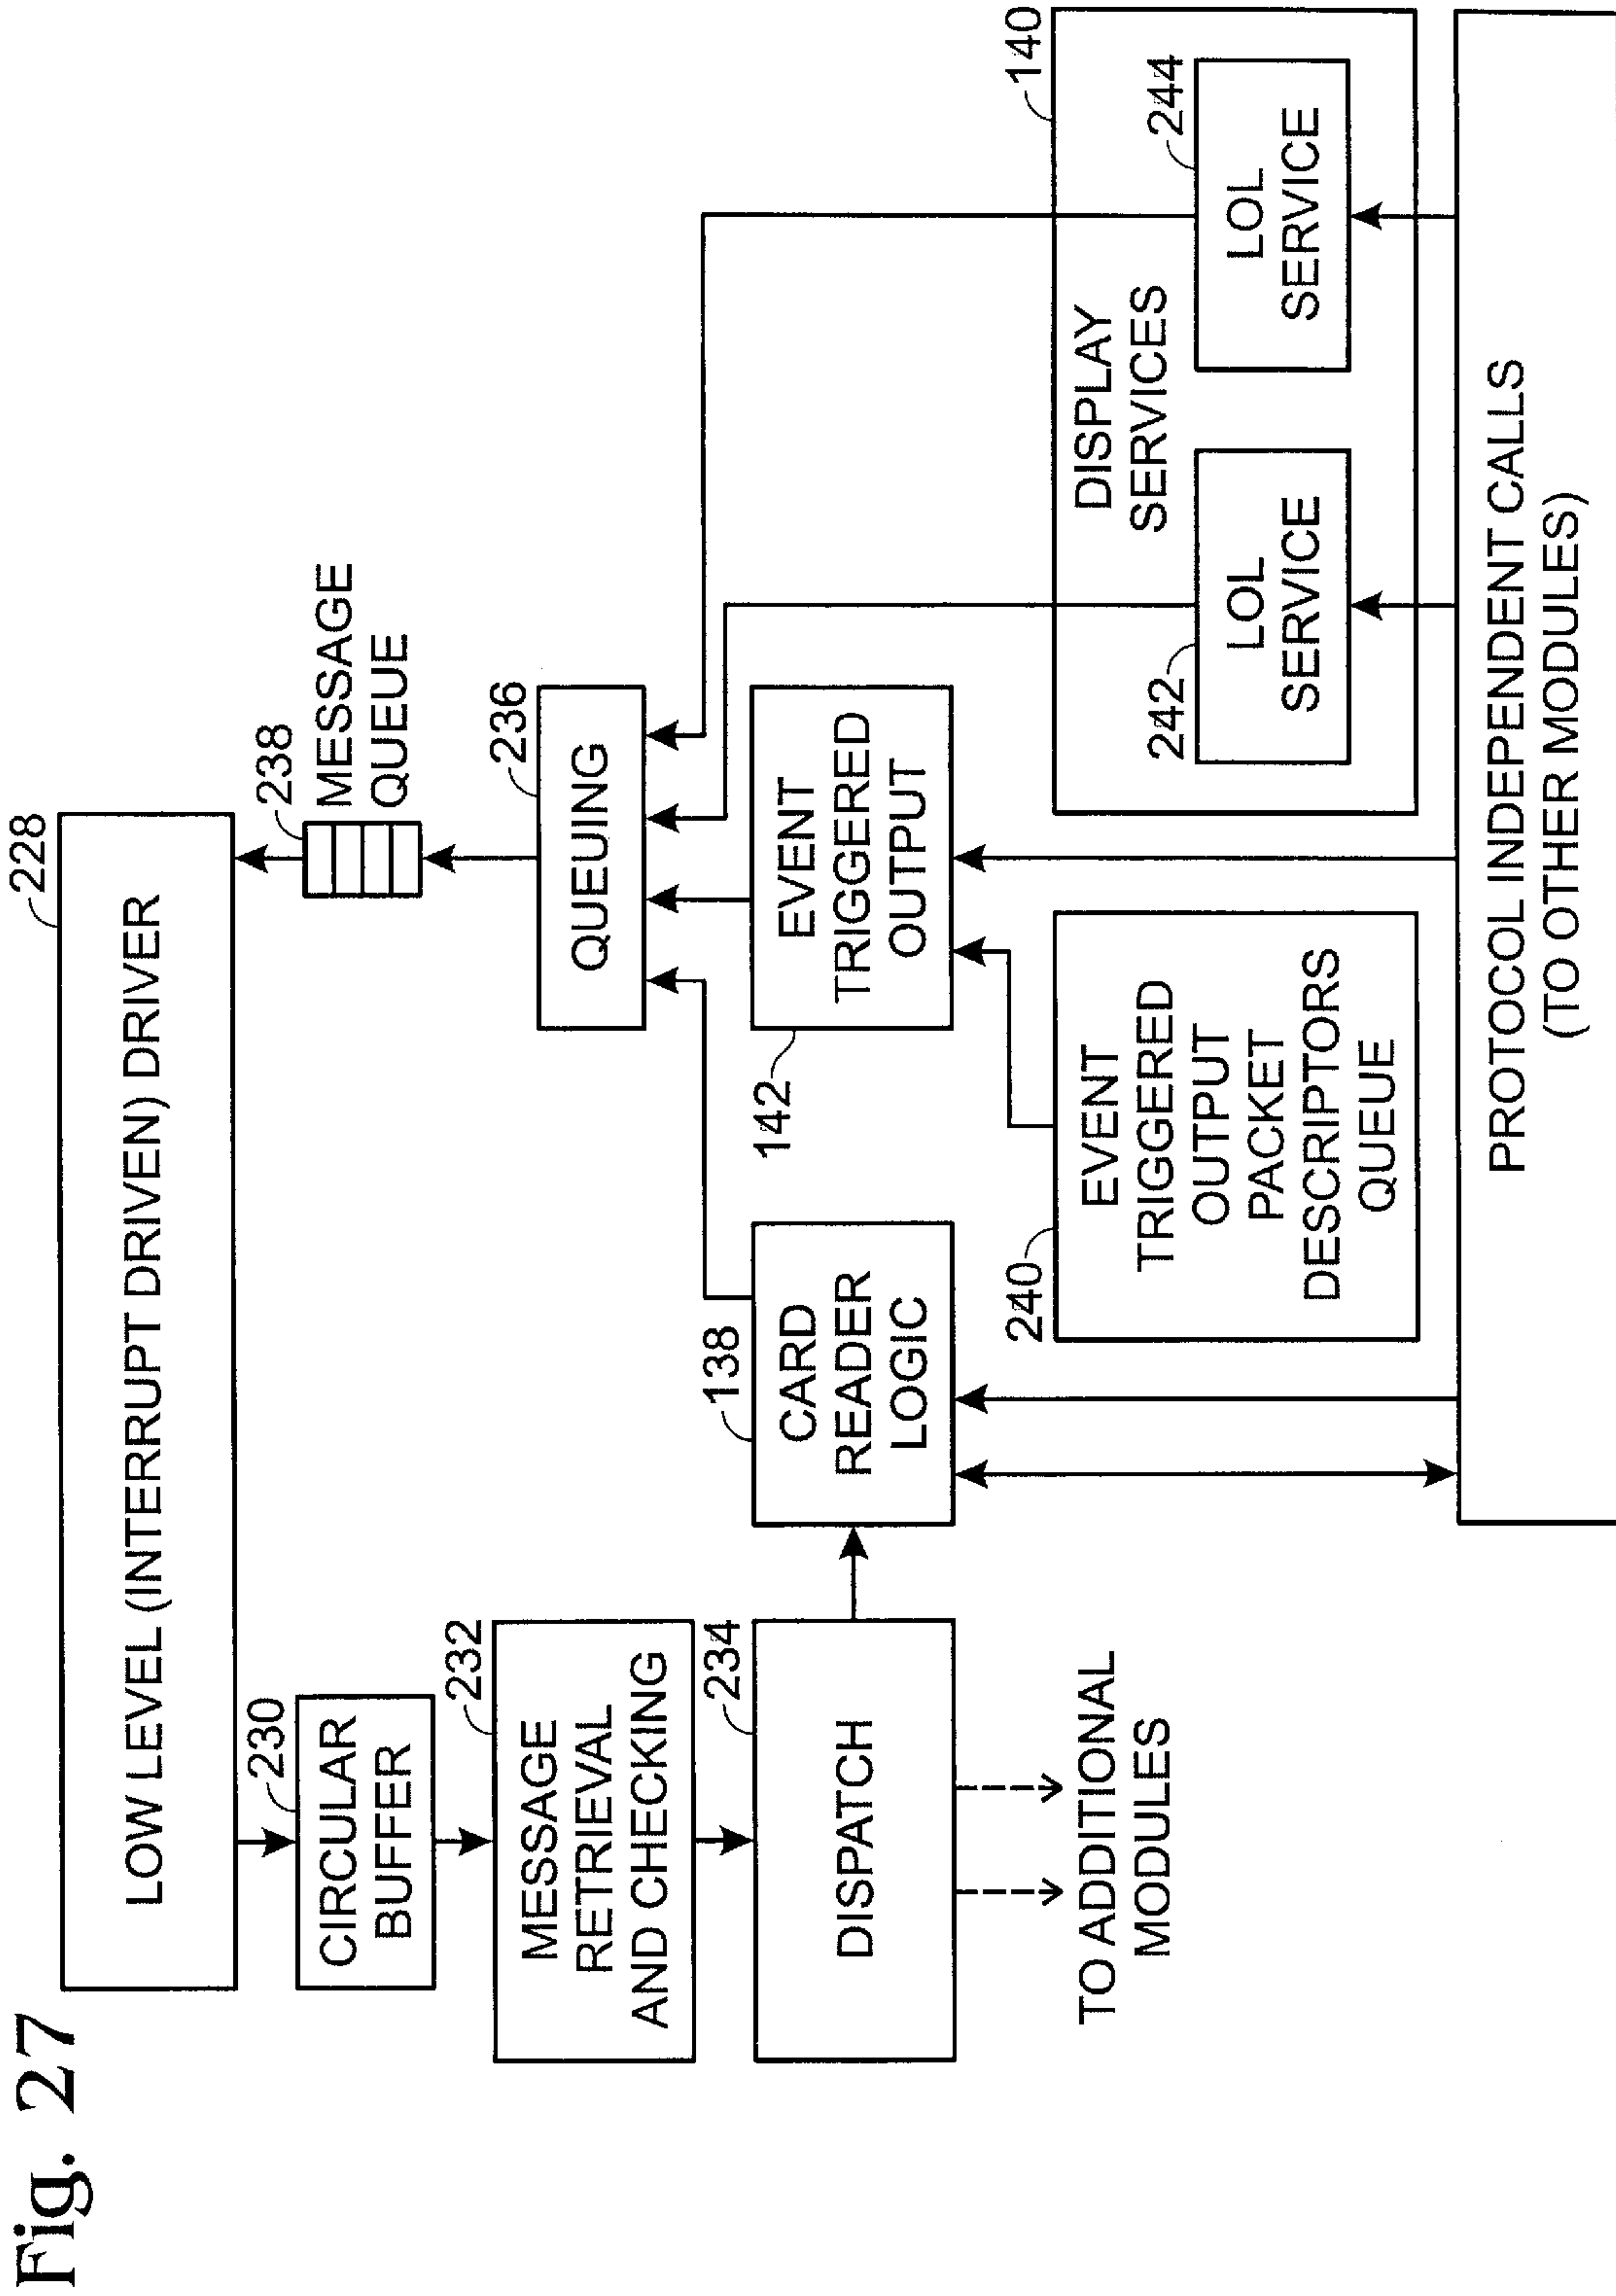 Fig. 27
228
LOW LEVEL (INTERRUPT DRIVEN) DRIVER
230
CIRCULAR
BUFFER
238
MESSAGE
QUEUE
232
MESSAGE
RETRIEVAL
AND CHECKING
236
QUEUING
234
DISPATCH
138
CARD
READER
LOGIC
142
EVENT
TRIGGERED
OUTPUT
TO ADDITIONAL
MODULES
240
EVENT
TRIGGERED
OUTPUT
PACKET
DESCRIPTORS
QUEUE
140
DISPLAY
SERVICES
242
LOL
SERVICE
244
LOL
SERVICE
PROTOCOL INDEPENDENT CALLS
(TO OTHER MODULES)